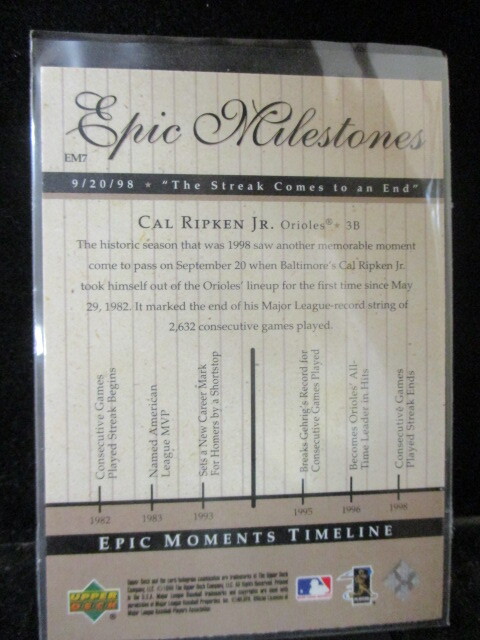 Epic Milestones
EM7
9/20/98 ★ "The Streak Comes to an End"
CAL RIPKEN JR. Orioles® ★ 3B
The historic season that was 1998 saw another memorable moment
come to pass on September 20 when Baltimore's Cal Ripken Jr.
took himself out of the Orioles' lineup for the first time since May
29, 1982. It marked the end of his Major League-record string of
2,632 consecutive games played.
Consecutive Games
Played Streak Begins
Named American
League MVP
Sets a New Career Mark
For Homers by a Shortstop
Breaks Gehrig's Record for
Consecutive Games Played
Becomes Orioles' All-
Time Leader in Hits
Consecutive Games
Played Streak Ends
1982
1983
1993
1995
1996
1998
EPIC MOMENTS TIMELINE
UPPER
DECK